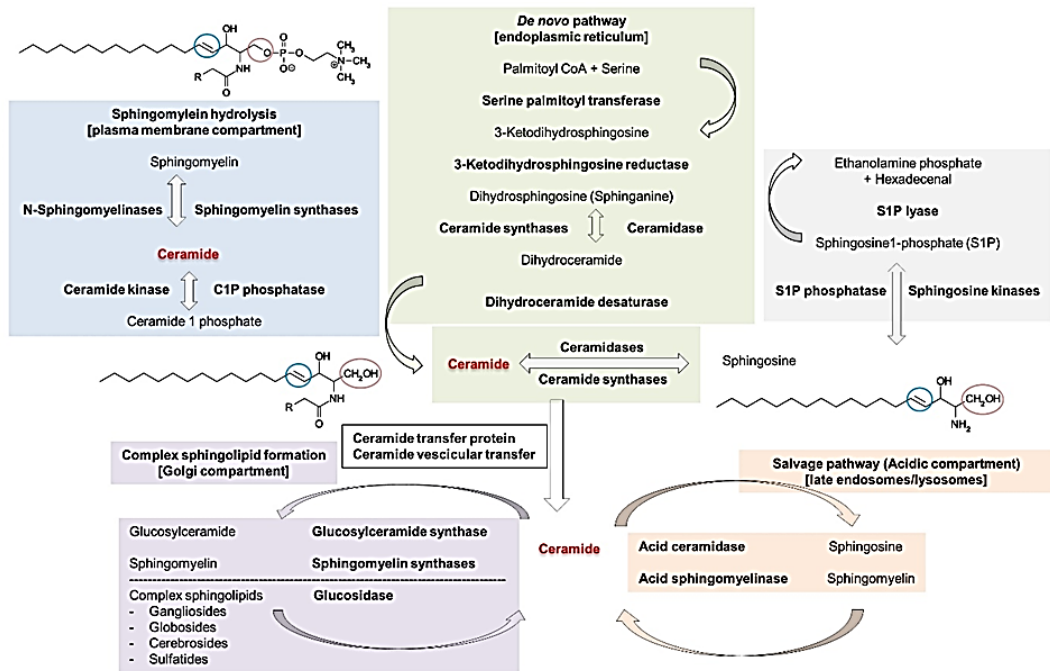 OH
O
P
O
O⊖
O
N
⊕
CH3
CH3
CH3
NH
R
O
Sphingomylein hydrolysis
[plasma membrane compartment]
Sphingomyelin
N-Sphingomyelinases
Sphingomyelin synthases
Ceramide
Ceramide kinase
C1P phosphatase
Ceramide 1 phosphate
De novo pathway
[endoplasmic reticulum]
Palmitoyl CoA + Serine
Serine palmitoyl transferase
3-Ketodihydrosphingosine
3-Ketodihydrosphingosine reductase
Dihydrosphingosine (Sphinganine)
Ceramide synthases
Ceramidase
Dihydroceramide
Dihydroceramide desaturase
Ceramide
Ceramidases
Ceramide synthases
Ethanolamine phosphate
+ Hexadecenal
S1P lyase
Sphingosine1-phosphate (S1P)
S1P phosphatase
Sphingosine kinases
Sphingosine
OH
CH2OH
NH
R
O
OH
CH2OH
NH2
Ceramide transfer protein
Ceramide vescicular transfer
Complex sphingolipid formation
[Golgi compartment]
Glucosylceramide
Glucosylceramide synthase
Sphingomyelin
Sphingomyelin synthases
Complex sphingolipids
Glucosidase
- Gangliosides
- Globosides
- Cerebrosides
- Sulfatides
Ceramide
Salvage pathway (Acidic compartment)
[late endosomes/lysosomes]
Acid ceramidase
Sphingosine
Acid sphingomyelinase
Sphingomyelin